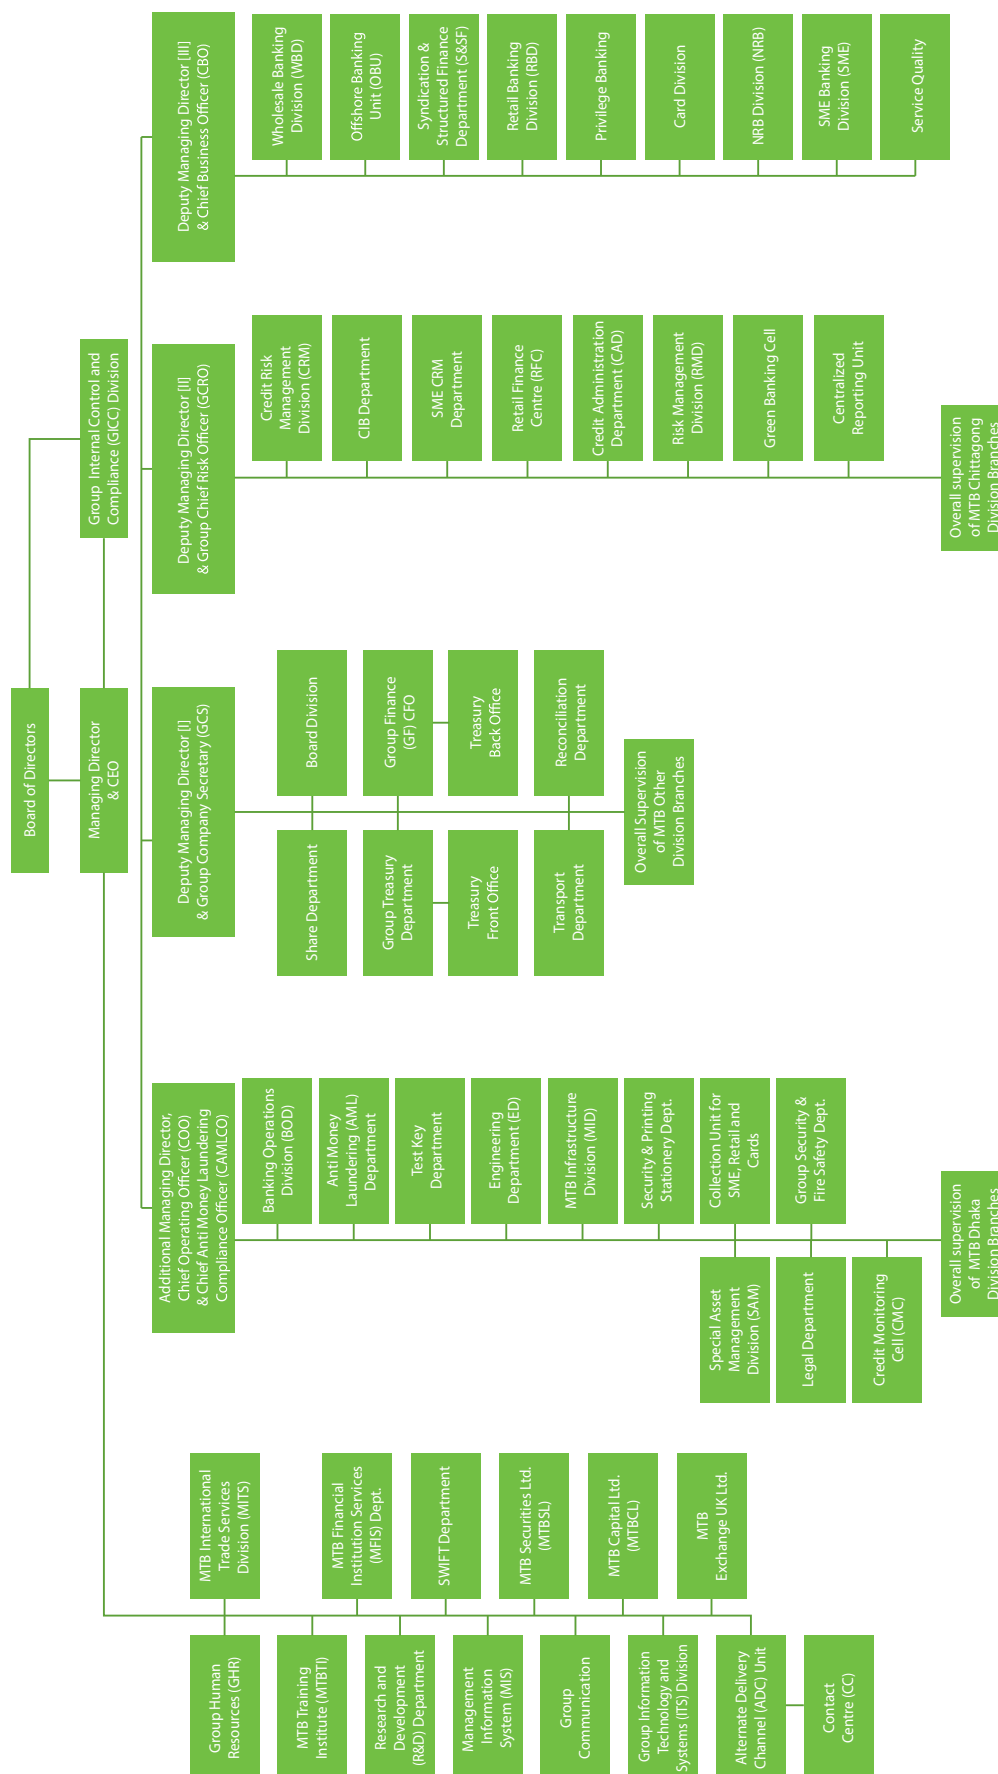 Board of Directors
Managing Director
& CEO
Group Internal Control and
Compliance (GICC) Division
Group Human
Resources (GHR)
MTB Training
Institute (MTBTI)
Research and
Development
(R&D) Department
Management
Information
System (MIS)
Group
Communication
Group Information
Technology and
Systems (ITS) Division
Alternate Delivery
Channel (ADC) Unit
Contact
Centre (CC)
MTB International
Trade Services
Division (MITS)
MTB Financial
Institution Services
(MFIS) Dept.
SWIFT Department
MTB Securities Ltd.
(MTBSL)
MTB Capital Ltd.
(MTBCL)
MTB
Exchange UK Ltd.
Additional Managing Director,
Chief Operating Officer (COO)
& Chief Anti Money Laundering
Compliance Officer (CAMLCO)
Banking Operations
Division (BOD)
Anti Money
Laundering (AML)
Department
Test Key
Department
Engineering
Department (ED)
MTB Infrastructure
Division (MID)
Security & Printing
Stationery Dept.
Collection Unit for
SME, Retail and
Cards
Group Security &
Fire Safety Dept.
Special Asset
Management
Division (SAM)
Legal Department
Credit Monitoring
Cell (CMC)
Overall supervision
of MTB Dhaka
Division Branches
Deputy Managing Director [I]
& Group Company Secretary (GCS)
Share Department
Board Division
Group Treasury
Department
Group Finance
(GF) CFO
Treasury
Front Office
Treasury
Back Office
Transport
Department
Reconciliation
Department
Overall Supervision
of MTB Other
Division Branches
Deputy Managing Director [II]
& Group Chief Risk Officer (GCRO)
Credit Risk
Management
Division (CRM)
CIB Department
SME CRM
Department
Retail Finance
Centre (RFC)
Credit Administration
Department (CAD)
Risk Management
Division (RMD)
Green Banking Cell
Centralized
Reporting Unit
Overall supervision
of MTB Chittagong
Division Branches
Deputy Managing Director [III]
& Chief Business Officer (CBO)
Wholesale Banking
Division (WBD)
Offshore Banking
Unit (OBU)
Syndication &
Structured Finance
Department (S&SF)
Retail Banking
Division (RBD)
Privilege Banking
Card Division
NRB Division (NRB)
SME Banking
Division (SME)
Service Quality